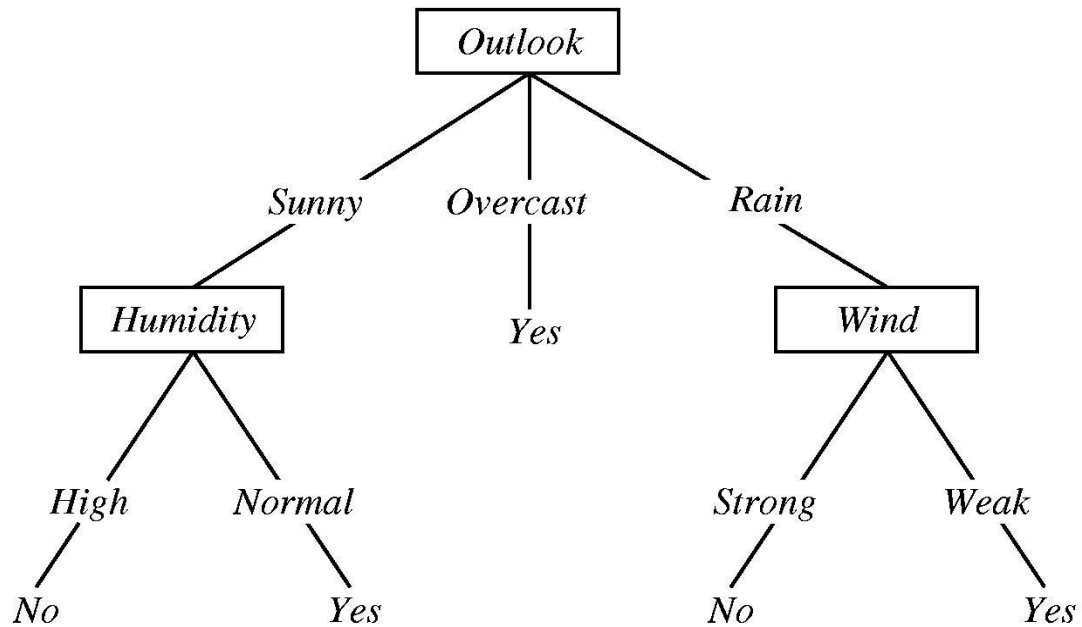 Outlook
Sunny Overcast Rain
Humidity Yes Wind
High Normal Strong Weak
No Yes No Yes